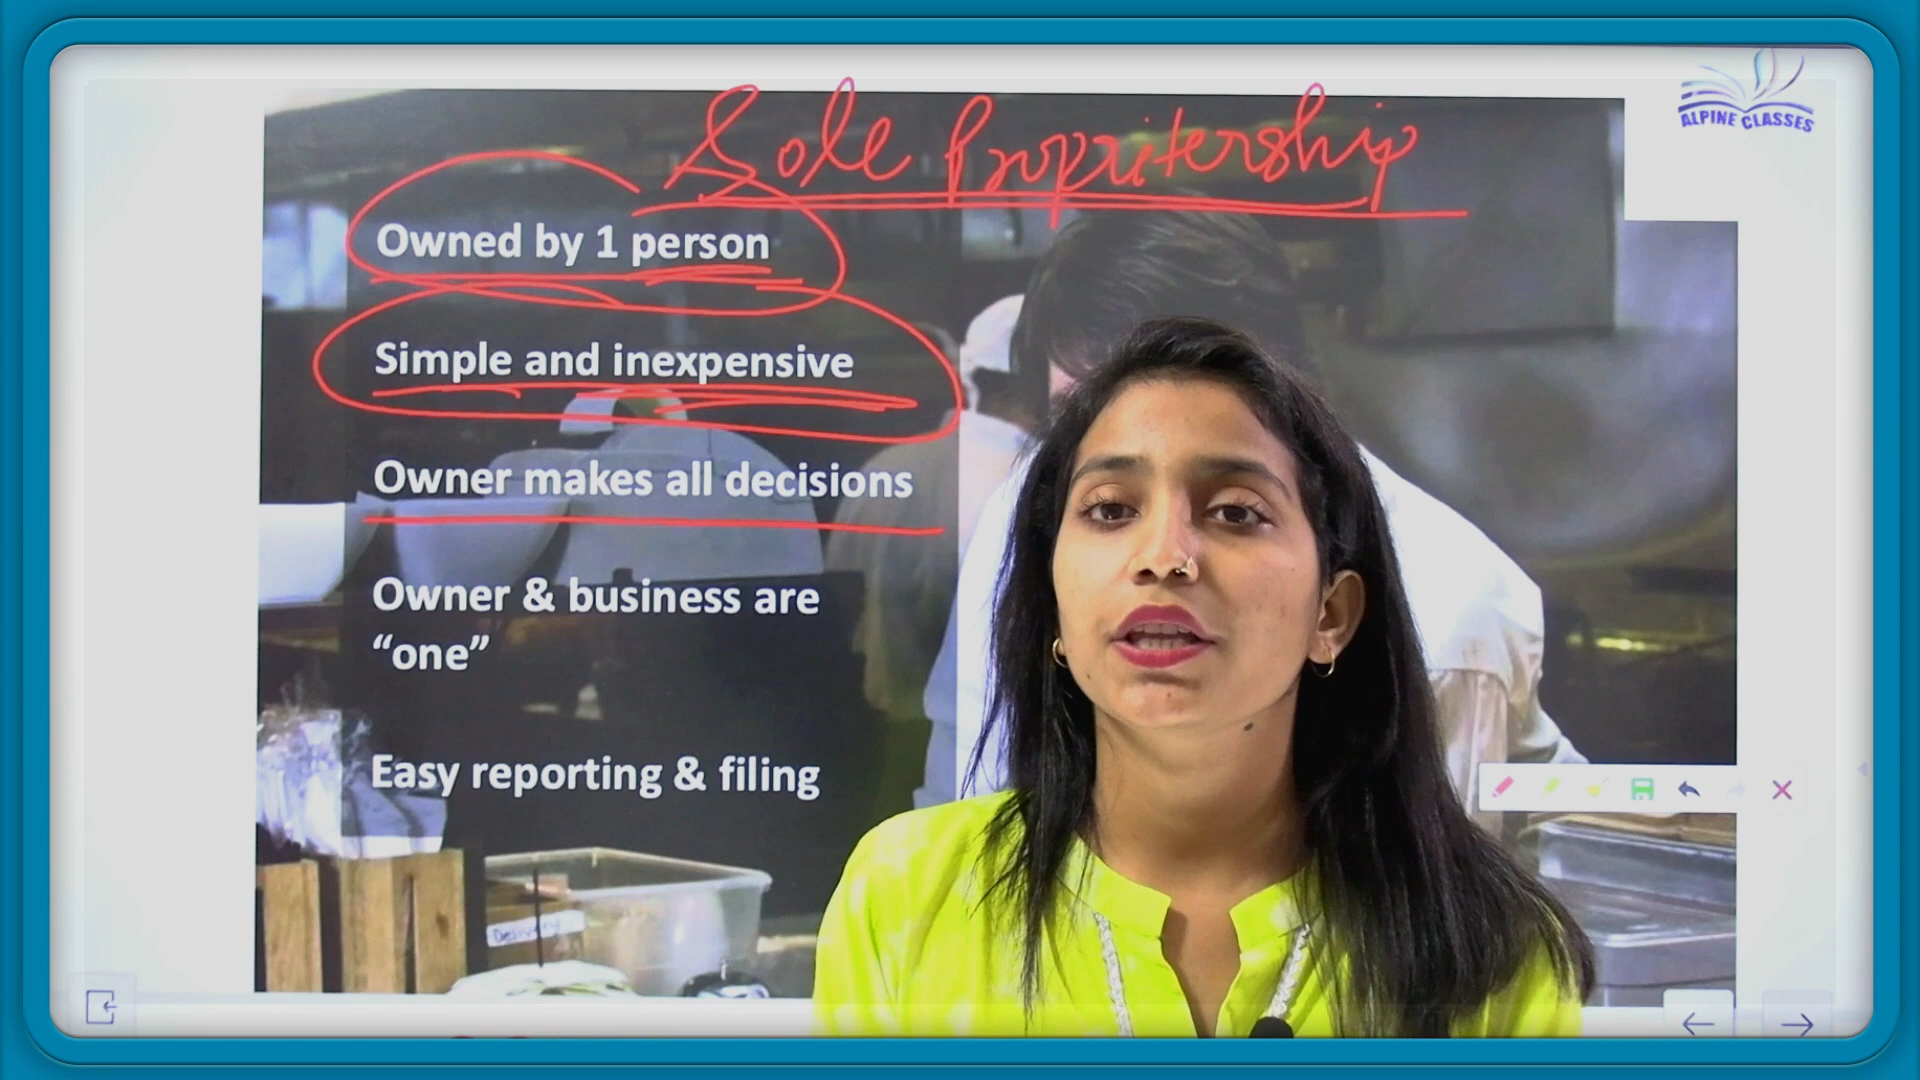 ALPINE CLASSES
Sole Propritership
Owned by 1 person
Simple and inexpensive
Owner makes all decisions
Owner & business are
“one”
Easy reporting & filing